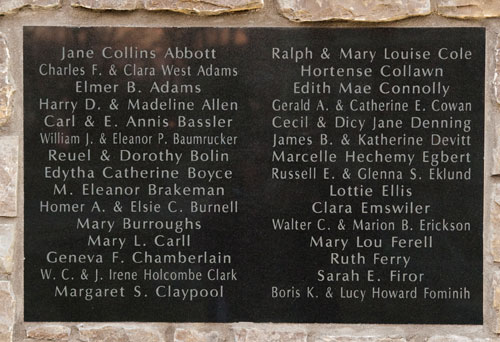 Jane Collins Abbott
Charles F. & Clara West Adams
Elmer B. Adams
Harry D. & Madeline Allen
Carl & E. Annis Bassler
William J. & Eleanor P. Baumrucker
Reuel & Dorothy Bolin
Edytha Catherine Boyce
M. Eleanor Brakeman
Homer A. & Elsie C. Burnell
Mary Burroughs
Mary L. Carll
Geneva F. Chamberlain
W. C. & J. Irene Holcombe Clark
Margaret S. Claypool
Ralph & Mary Louise Cole
Hortense Collawn
Edith Mae Connolly
Gerald A. & Catherine E. Cowan
Cecil & Dicy Jane Denning
James B. & Katherine Devitt
Marcelle Hechemy Egbert
Russell E. & Glenna S. Eklund
Lottie Ellis
Clara Emswiler
Walter C. & Marion B. Erickson
Mary Lou Ferell
Ruth Ferry
Sarah E. Firor
Boris K. & Lucy Howard Fominih